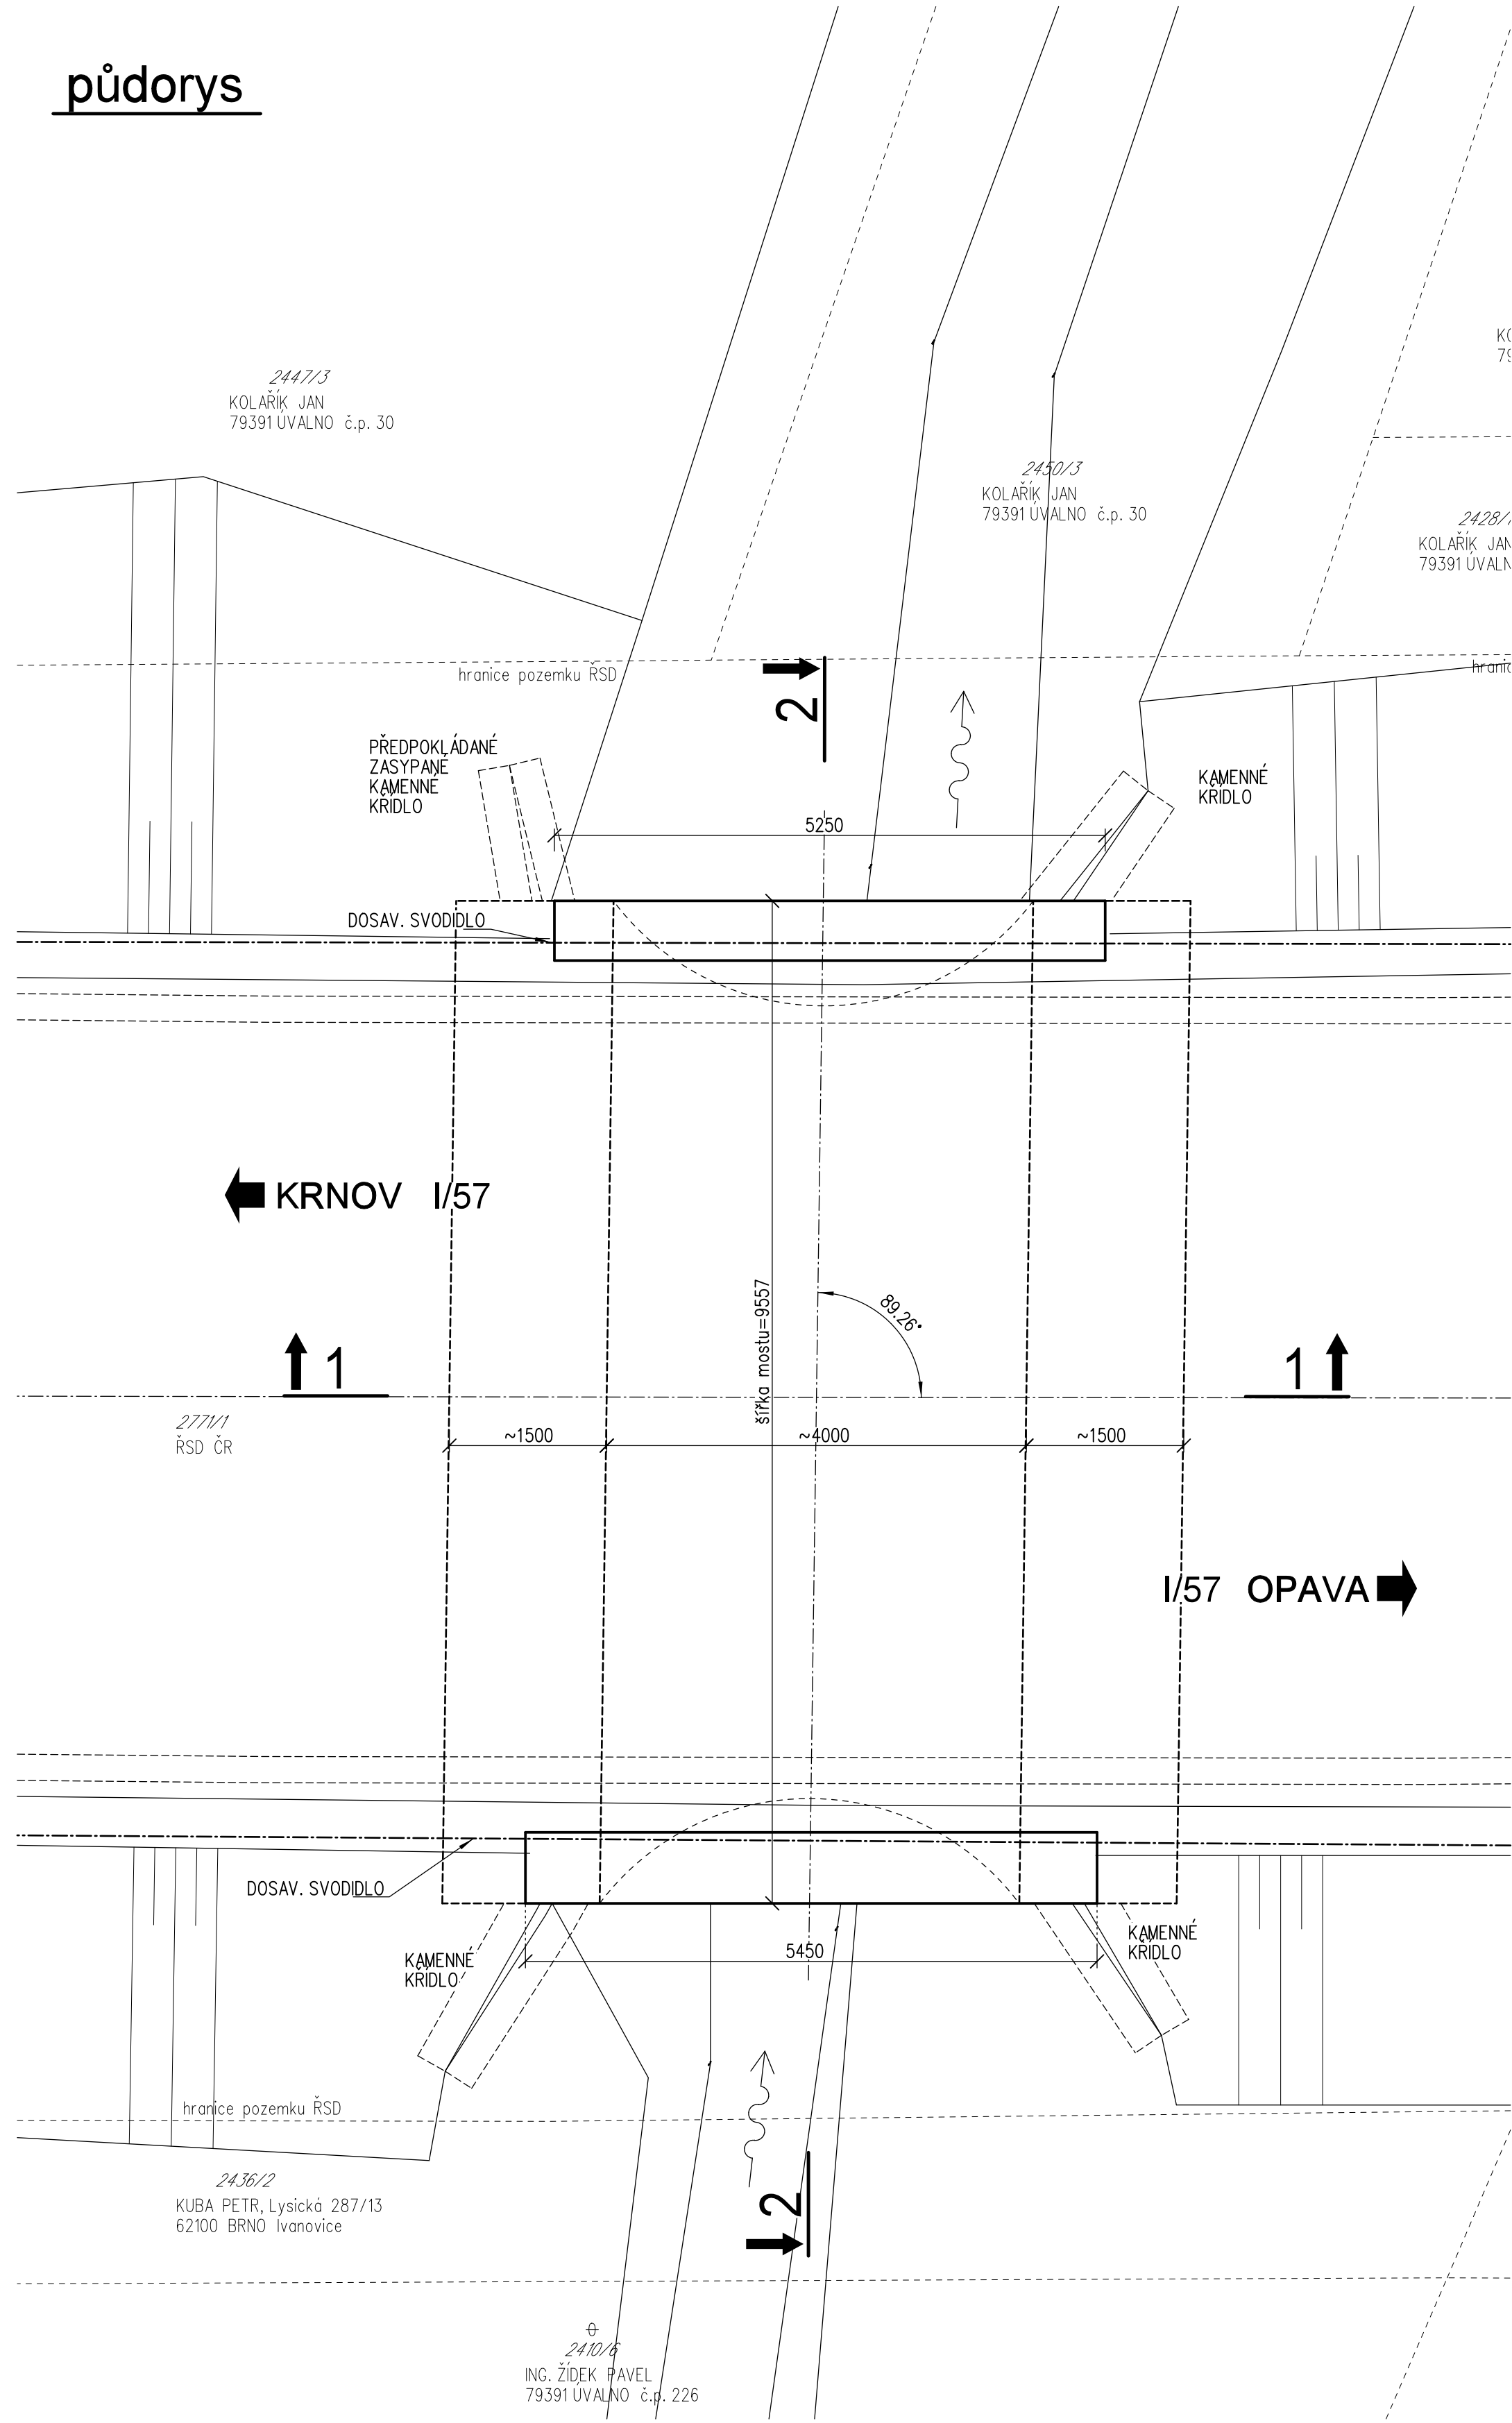 půdorys
2447/3
KOLAŘÍK JAN
79391 ÚVALNO č.p. 30
2450/3
KOLAŘÍK JAN
79391 ÚVALNO č.p. 30
KOLAŘÍK JAN
hranice pozemku ŘSD
2
PŘEDPOKLÁDANÉ
ZASYPANÉ
KAMENNÉ
KŘÍDLO
KAMENNÉ
KŘÍDLO
5250
DOSAV. SVODIDLO
KRNOV I/57
šířka mostu=9557
89.26°
1
1
2771/1
ŘSD ČR
~1500
~4000
~1500
I/57 OPAVA
DOSAV. SVODIDLO
KAMENNÉ
KŘÍDLO
5450
KAMENNÉ
KŘÍDLO
hranice pozemku ŘSD
2436/2
KUBA PETR, Lysická 287/13
62100 BRNO Ivanovice
2
2410/6
ING. ŽÍDEK PAVEL
79391 ÚVALNO č.p. 226